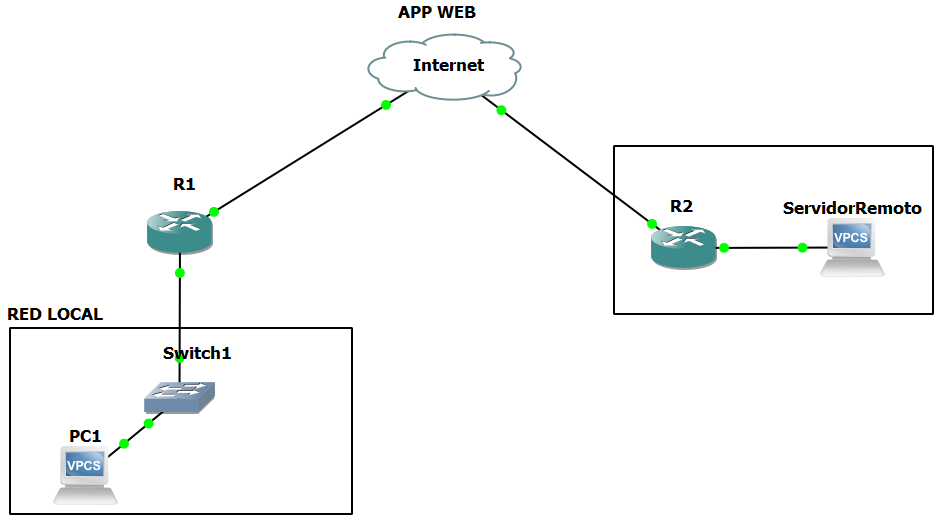 APP WEB
Internet
R1
R2
ServidorRemoto
VPCS
RED LOCAL
Switch1
PC1
VPCS